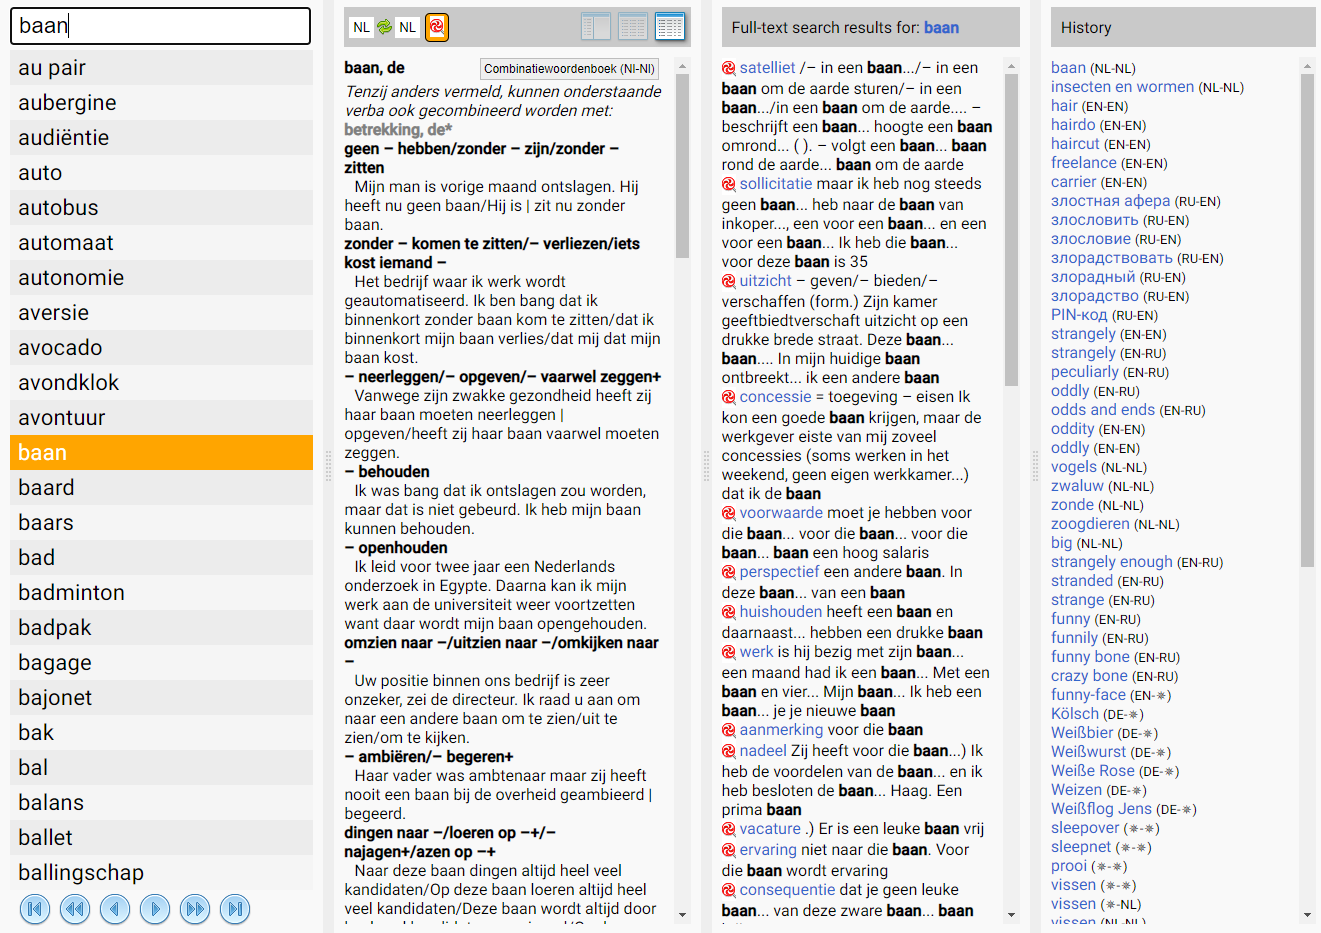 baan
au pair
aubergine
audiëntie
auto
autobus
automaat
autonomie
aversie
avocado
avondklok
avontuur
baan
baard
baars
bad
badminton
badpak
bagage
bajonet
bak
bal
balans
ballet
ballingschap
NL NL
baan, de
Combinatiewoordenboek (Nl-Nl)
Tenzij anders vermeld, kunnen onderstaande
verba ook gecombineerd worden met:
betrekking, de*
geen – hebben/zonder – zijn/zonder –
zitten
Mijn man is vorige maand ontslagen. Hij
heeft nu geen baan/Hij is | zit nu zonder
baan.
zonder – komen te zitten/– verliezen/iets
kost iemand –
Het bedrijf waar ik werk wordt
geautomatiseerd. Ik ben bang dat ik
binnenkort zonder baan kom te zitten/dat ik
binnenkort mijn baan verlies/dat mij dat mijn
baan kost.
– neerleggen/– opgeven/– vaarwel zeggen+
Vanwege zijn zwakke gezondheid heeft zij
haar baan moeten neerleggen |
opgeven/heeft zij haar baan vaarwel moeten
zeggen.
– behouden
Ik was bang dat ik ontslagen zou worden,
maar dat is niet gebeurd. Ik heb mijn baan
kunnen behouden.
– openhouden
Ik leid voor twee jaar een Nederlands
onderzoek in Egypte. Daarna kan ik mijn
werk aan de universiteit weer voortzetten
want daar wordt mijn baan opengehouden.
omzien naar –/uitzien naar –/omkijken naar
–
Uw positie binnen ons bedrijf is zeer
onzeker, zei de directeur. Ik raad u aan om
naar een andere baan om te zien/uit te
zien/om te kijken.
– ambiëren/– begeren+
Haar vader was ambtenaar maar zij heeft
nooit een baan bij de overheid geambieerd |
begeerd.
dingen naar –/loeren op –+/–
najagen+/azen op –+
Naar deze baan dingen altijd heel veel
kandidaten/Op deze baan loeren altijd heel
veel kandidaten/Deze baan wordt altijd door
Full-text search results for: baan
satelliet /– in een baan.../– in een
baan om de aarde sturen/– in een
baan.../in een baan om de aarde.... –
beschrijft een baan... hoogte een baan
omrond... ( ). – volgt een baan... baan
rond de aarde... baan om de aarde
sollicitatie maar ik heb nog steeds
geen baan... heb naar de baan van
inkoper..., een voor een baan... en een
voor een baan... Ik heb die baan...
voor deze baan is 35
uitzicht – geven/– bieden/–
verschaffen (form.) Zijn kamer
geeftbiedtverschaft uitzicht op een
drukke brede straat. Deze baan...
baan.... In mijn huidige baan
ontbreekt... ik een andere baan
concessie = toegeving – eisen Ik
kon een goede baan krijgen, maar de
werkgever eiste van mij zoveel
concessies (soms werken in het
weekend, geen eigen werkkamer...)
dat ik de baan
voorwaarde moet je hebben voor
die baan... voor die baan... voor die
baan... baan een hoog salaris
perspectief een andere baan. In
deze baan... van een baan
huishouden heeft een baan en
daarnaast... hebben een drukke baan
werk is hij bezig met zijn baan...
een maand had ik een baan... Met een
baan en vier... Mijn baan... Ik heb een
baan... je je nieuwe baan
aanmerking voor die baan
nadeel Zij heeft voor die baan...) Ik
heb de voordelen van de baan... en ik
heb besloten de baan... Haag. Een
prima baan
vacature .) Er is een leuke baan vrij
ervaring niet naar die baan. Voor
die baan wordt ervaring
consequentie dat je geen leuke
baan... van deze zware baan... baan
History
baan (NL-NL)
insecten en wormen (NL-NL)
hair (EN-EN)
hairdo (EN-EN)
haircut (EN-EN)
freelance (EN-EN)
carrier (EN-EN)
злостная афера (RU-EN)
злословить (RU-EN)
злословие (RU-EN)
злорадствовать (RU-EN)
злорадный (RU-EN)
злорадство (RU-EN)
PIN-код (RU-EN)
strangely (EN-EN)
strangely (EN-RU)
peculiarly (EN-RU)
oddly (EN-RU)
odds and ends (EN-RU)
oddity (EN-EN)
oddly (EN-EN)
vogels (NL-NL)
zwaluw (NL-NL)
zonde (NL-NL)
zoogdieren (NL-NL)
big (NL-NL)
strangely enough (EN-RU)
stranded (EN-RU)
strange (EN-RU)
funny (EN-RU)
funnily (EN-RU)
funny bone (EN-RU)
crazy bone (EN-RU)
funny-face (EN-✵)
Kölsch (DE-✵)
Weißbier (DE-✵)
Weißwurst (DE-✵)
Weiße Rose (DE-✵)
Weizen (DE-✵)
Weißflog Jens (DE-✵)
sleepover (✵-✵)
sleepnet (✵-✵)
prooi (✵-✵)
vissen (✵-✵)
vissen (✵-NL)
vissen (NL-NL)